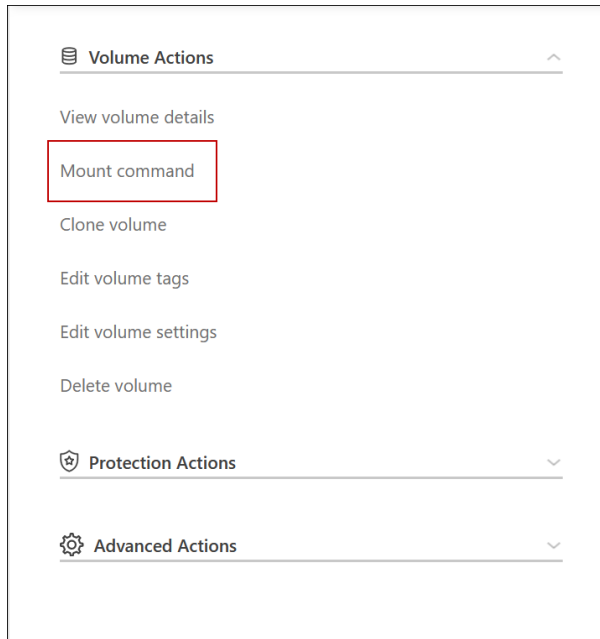 Volume Actions
View volume details
Mount command
Clone volume
Edit volume tags
Edit volume settings
Delete volume
Protection Actions
Advanced Actions